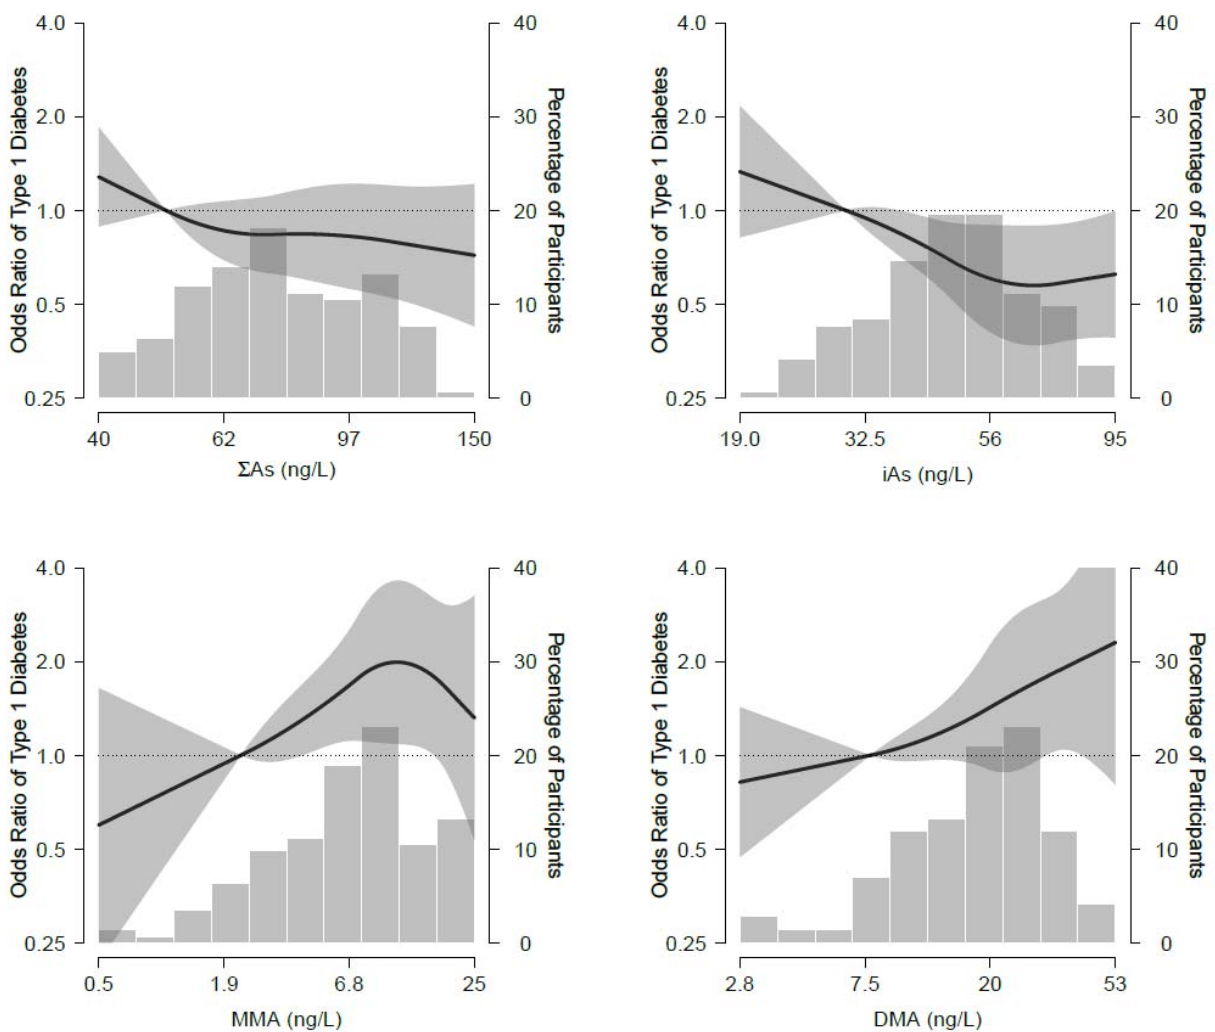 Odds Ratio of Type 1 Diabetes
4.0
2.0
1.0
0.5
0.25
40
30
20
10
0
Percentage of Participants
40 62 97 150
ΣAs (ng/L)
Odds Ratio of Type 1 Diabetes
4.0
2.0
1.0
0.5
0.25
40
30
20
10
0
Percentage of Participants
19.0 32.5 56 95
iAs (ng/L)
Odds Ratio of Type 1 Diabetes
4.0
2.0
1.0
0.5
0.25
40
30
20
10
0
Percentage of Participants
0.5 1.9 6.8 25
MMA (ng/L)
Odds Ratio of Type 1 Diabetes
4.0
2.0
1.0
0.5
0.25
40
30
20
10
0
Percentage of Participants
2.8 7.5 20 53
DMA (ng/L)